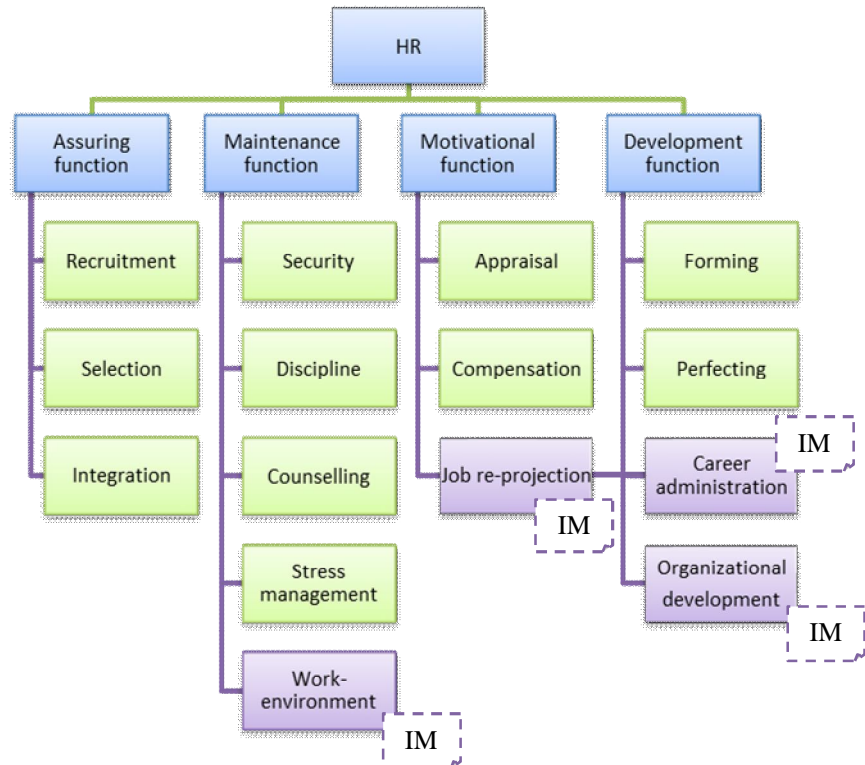 HR
Assuring
function
Maintenance
function
Motivational
function
Development
function
Recruitment
Security
Appraisal
Forming
Selection
Discipline
Compensation
Perfecting
IM
Integration
Counselling
Job re-projection
Career
administration
IM
Stress
management
Organizational
development
IM
Work-
environment
IM